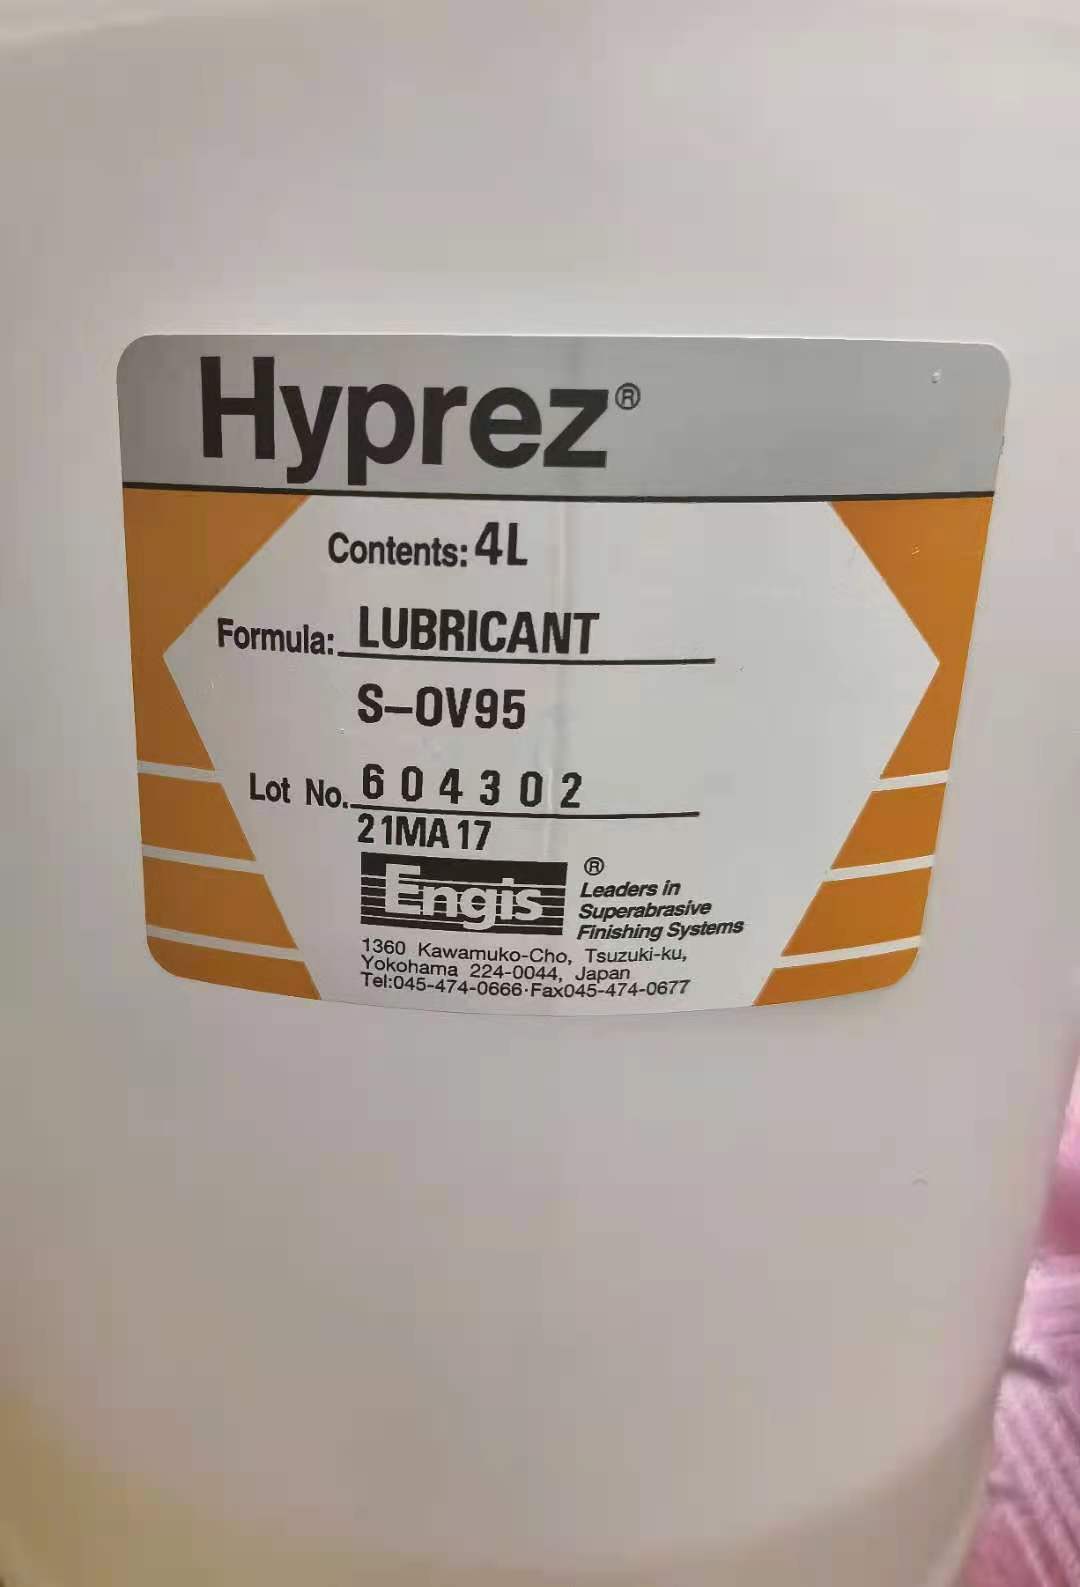 Hyprez®
Contents: 4L
Formula: LUBRICANT
S-OV95
Lot No. 604302
21MA17
Engis®
Leaders in
Superabrasive
Finishing Systems
1360 Kawamuko-Cho, Tsuzuki-ku,
Yokohama 224-0044, Japan
Tel:045-474-0666·Fax045-474-0677